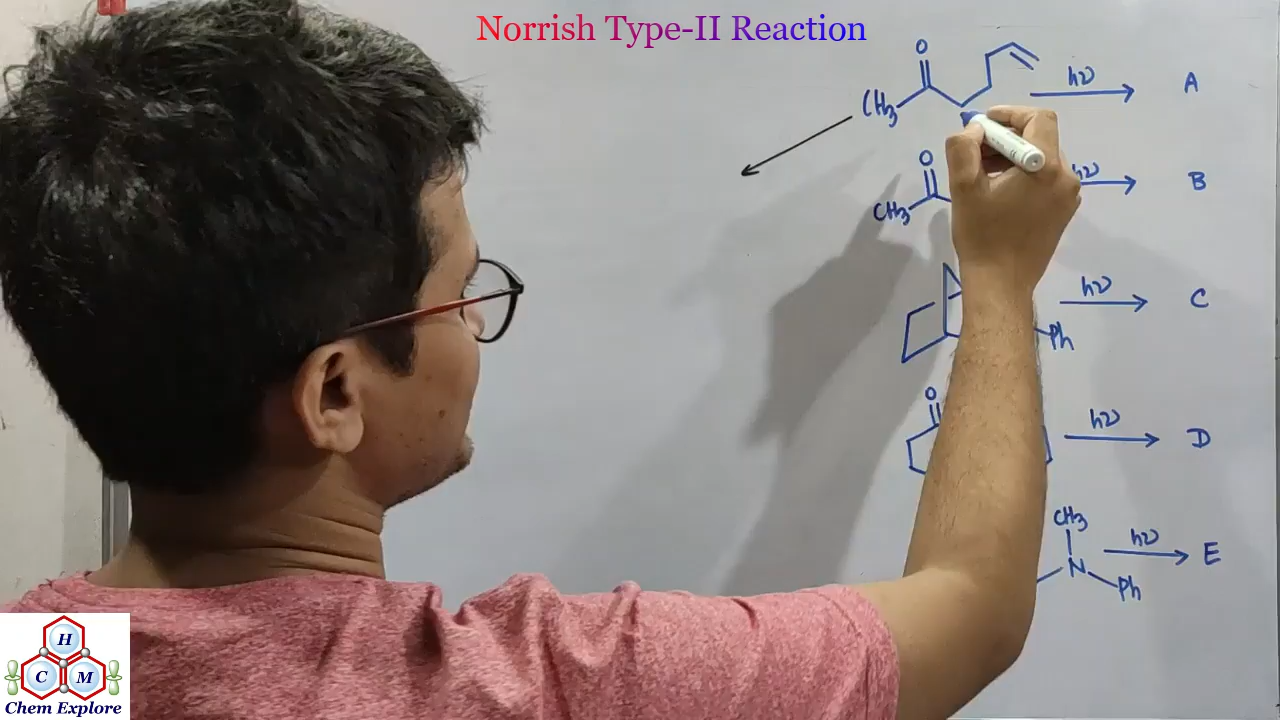 Norrish Type-II Reaction
O
CH3
hν
A
O
CH3
hν
B
Ph
hν
C
O
hν
D
CH3
N
Ph
hν
E
H
C M
Chem Explore